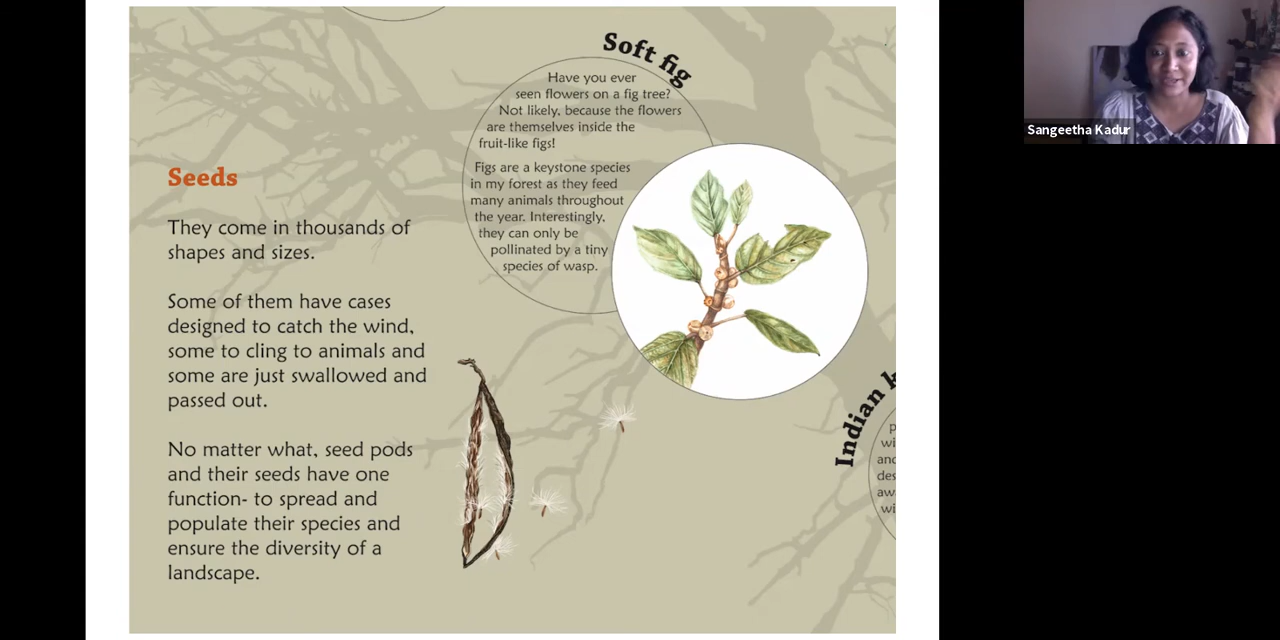 Soft fig
Have you ever
seen flowers on a fig tree?
Not likely, because the flowers
are themselves inside the
fruit-like figs!
Figs are a keystone species
in my forest as they feed
many animals throughout
the year. Interestingly,
they can only be
pollinated by a tiny
species of wasp.
Seeds
They come in thousands of
shapes and sizes.
Some of them have cases
designed to catch the wind,
some to cling to animals and
some are just swallowed and
passed out.
No matter what, seed pods
and their seeds have one
function- to spread and
populate their species and
ensure the diversity of a
landscape.
Indian
Sangeetha Kadur